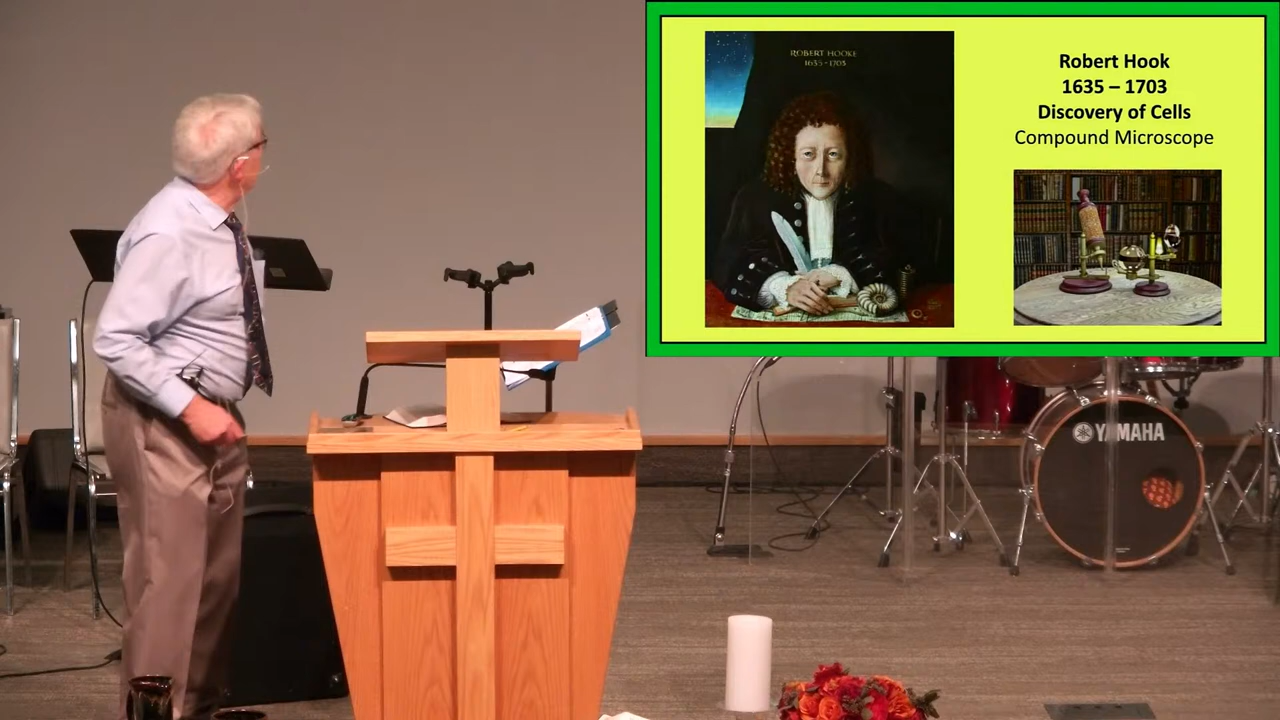 ROBERT HOOKE
1635 - 1703
Robert Hook
1635 – 1703
Discovery of Cells
Compound Microscope
YAMAHA